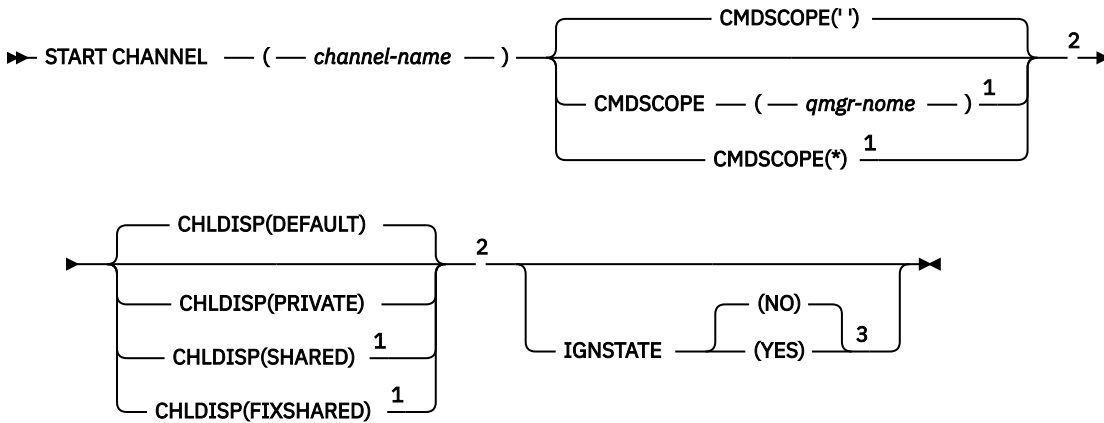 CMDSCOPE(' ')
START CHANNEL ( channel-name ) 2
CMDSCOPE ( qmgr-nome ) 1
CMDSCOPE(*) 1
CHLDISP(DEFAULT)
2
CHLDISP(PRIVATE)
CHLDISP(SHARED) 1
CHLDISP(FIXSHARED) 1
(NO)
IGNSTATE (YES) 3